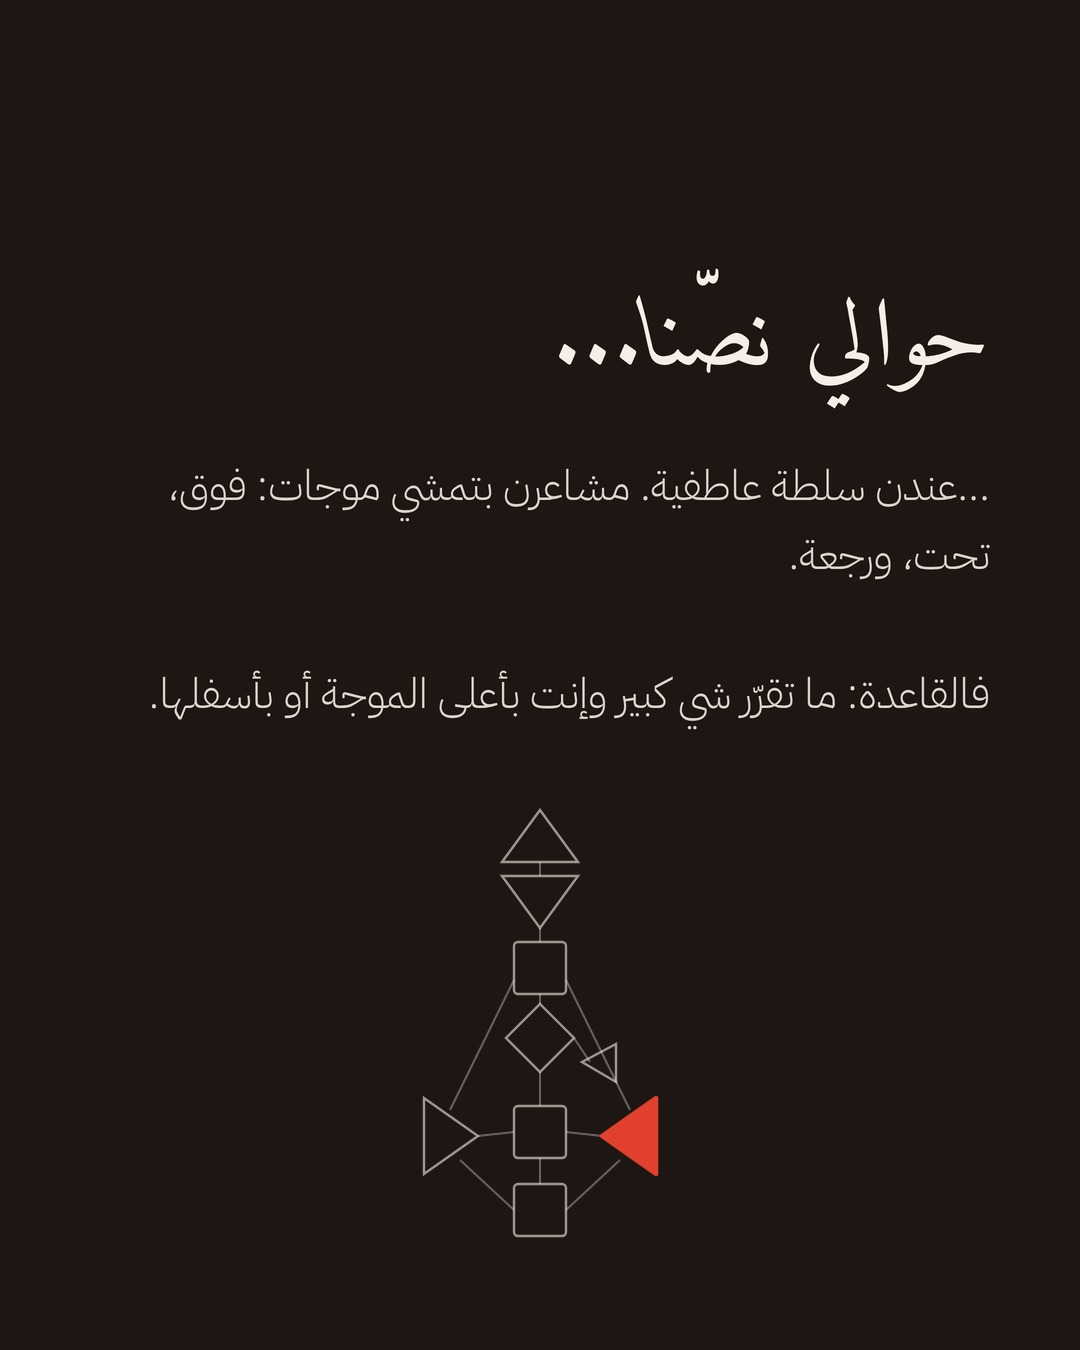 حوالي نصّنا...
...عندن سلطة عاطفية. مشاعرن بتمشي موجات: فوق،
تحت، ورجعة.
فالقاعدة: ما تقرّر شي كبير وإنت بأعلى الموجة أو بأسفلها.